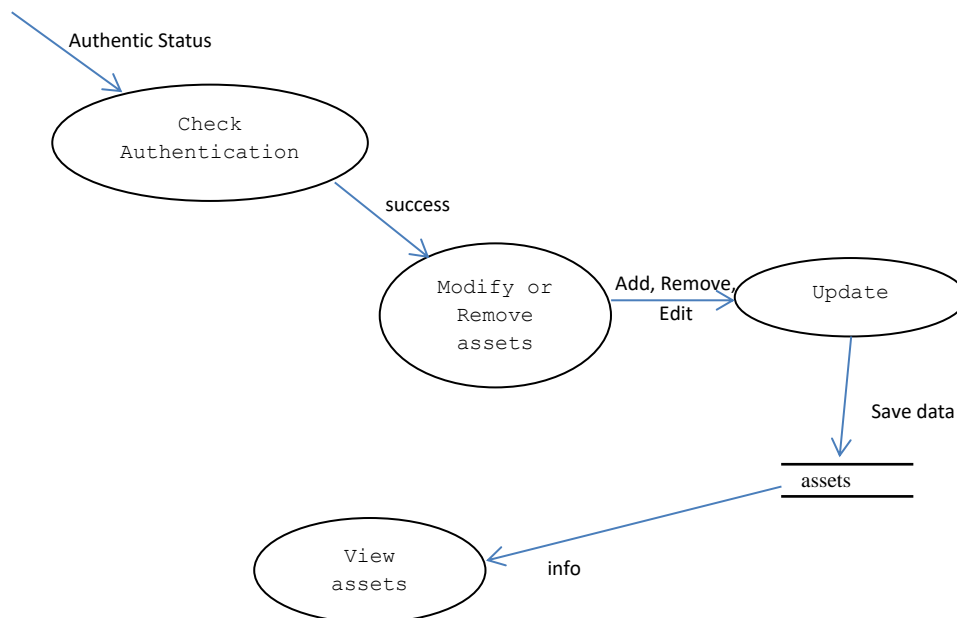 Authentic Status
Check
Authentication
success
Modify or
Remove
assets
Add, Remove,
Edit
Update
Save data
assets
info
View
assets